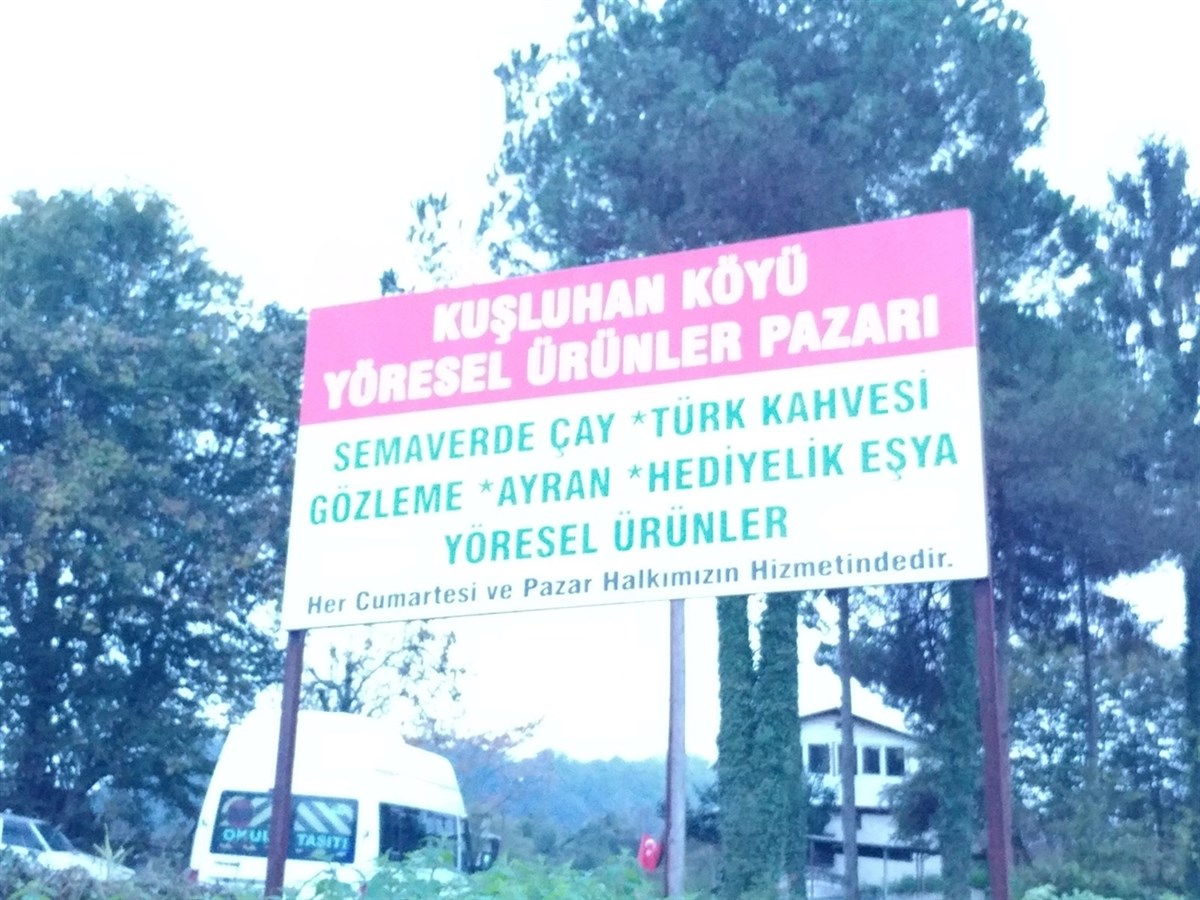 KUŞLUHAN KÖYÜ
YÖRESEL ÜRÜNLER PAZARI
SEMAVERDE ÇAY *TÜRK KAHVESİ
GÖZLEME *AYRAN *HEDİYELİK EŞYA
YÖRESEL ÜRÜNLER
Her Cumartesi ve Pazar Halkımızın Hizmetindedir.
OKUL TAŞITI